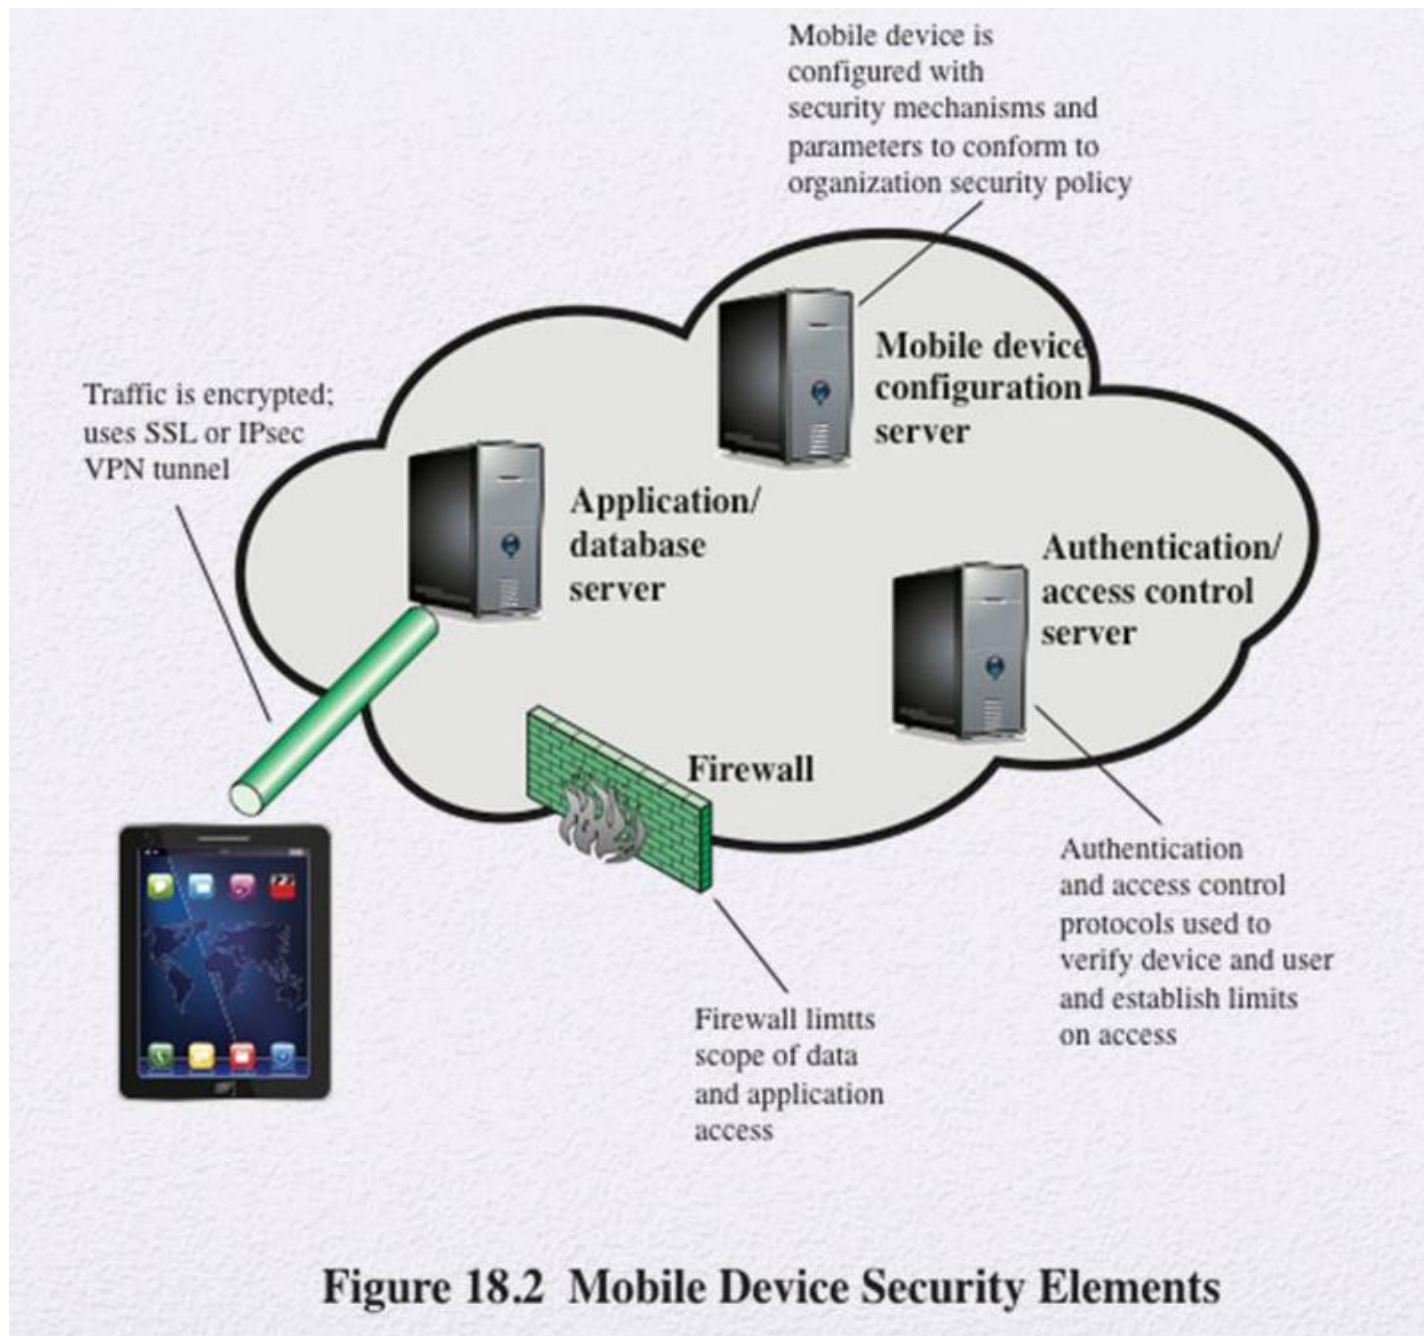 Mobile device is
configured with
security mechanisms and
parameters to conform to
organization security policy
Mobile device
configuration
server
Traffic is encrypted;
uses SSL or IPsec
VPN tunnel
Application/
database
server
Authentication/
access control
server
Firewall
Authentication
and access control
protocols used to
verify device and user
and establish limits
on access
Firewall limtts
scope of data
and application
access
Figure 18.2 Mobile Device Security Elements